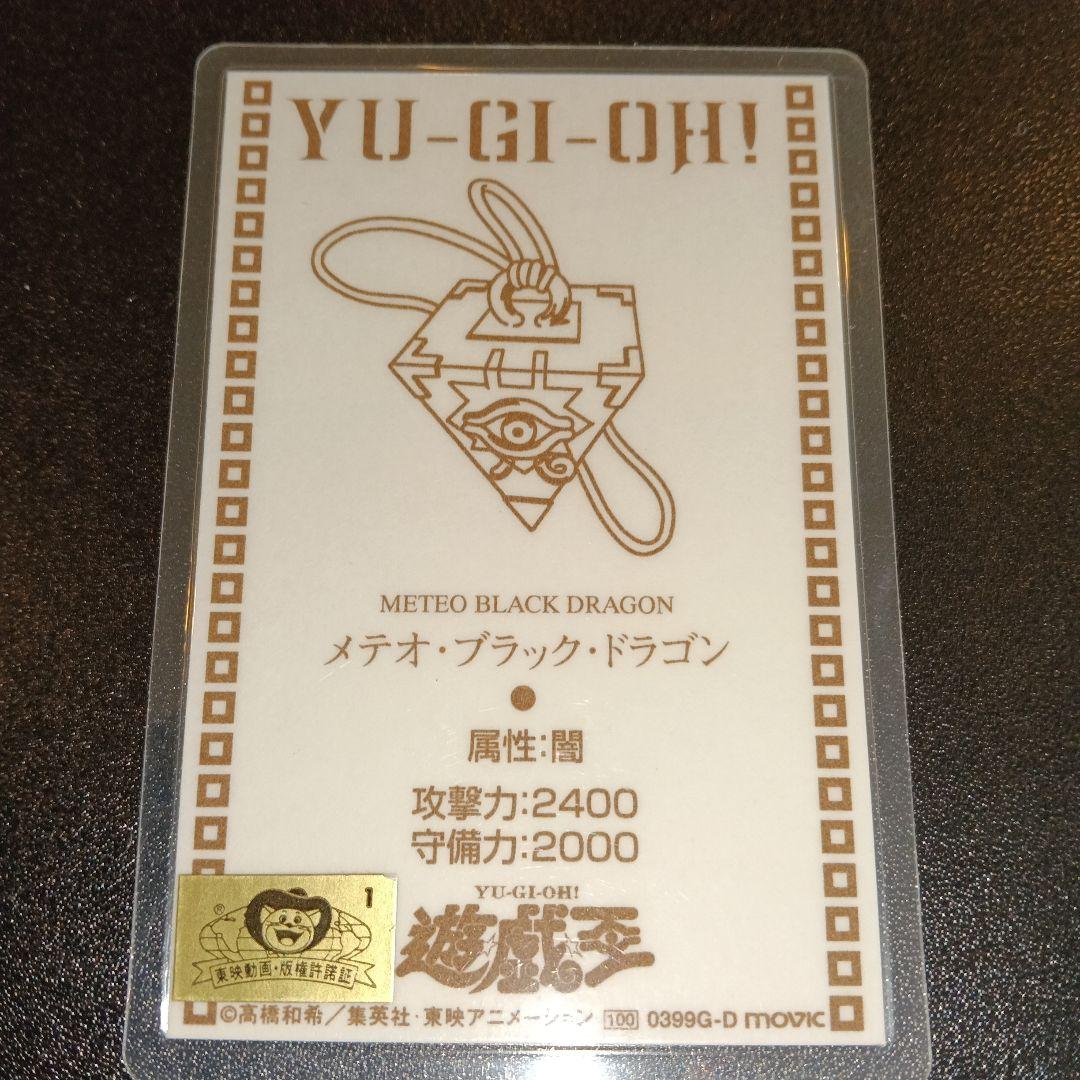 YU-GI-OH!
METEO BLACK DRAGON
メテオ・ブラック・ドラゴン
●
属性:闇
攻撃力:2400
守備力:2000
YU-GI-OH!
遊☆戯☆王
® 1
東映動画・版権許諾証
©高橋和希／集英社・東映アニメーション 100 0399G-D movic